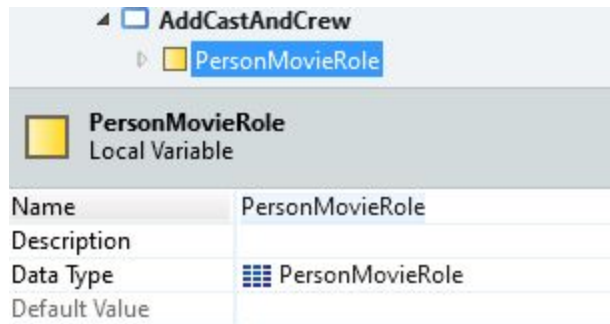 AddCastAndCrew
PersonMovieRole
PersonMovieRole
Local Variable
Name PersonMovieRole
Description
Data Type PersonMovieRole
Default Value